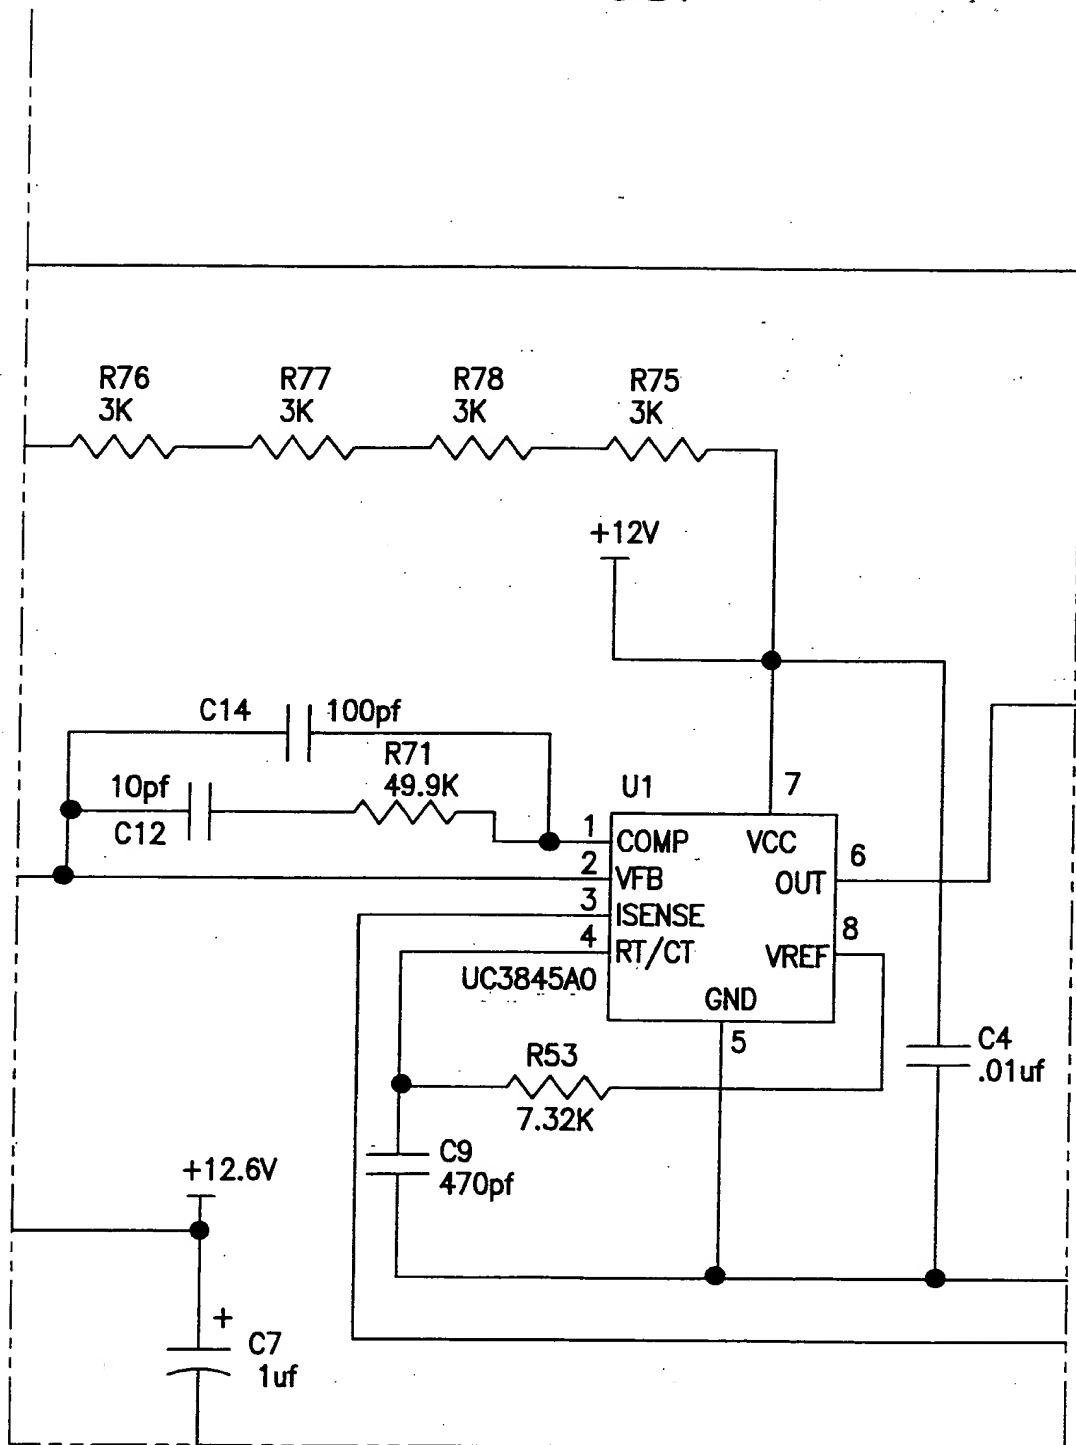 R76
3K
R77
3K
R78
3K
R75
3K
+12V
C14
100pf
R71
49.9K
10pf
C12
U1
7
1
COMP
VCC
2
VFB
6
OUT
3
ISENSE
4
RT/CT
8
VREF
UC3845AO
GND
5
R53
7.32K
C4
.01uf
C9
470pf
+12.6V
+
C7
1uf